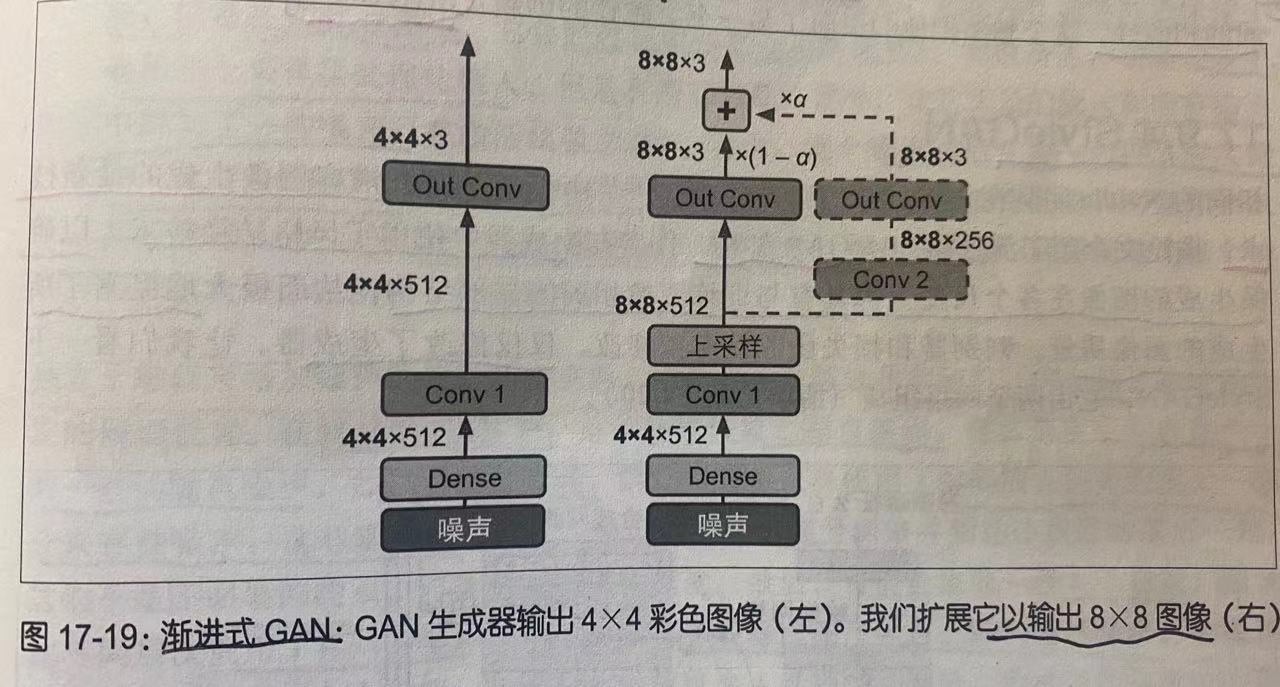 8×8×3
+
×α
4×4×3
8×8×3
×(1 – α)
8×8×3
Out Conv
Out Conv
Out Conv
8×8×256
4×4×512
Conv 2
8×8×512
上采样
Conv 1
Conv 1
4×4×512
4×4×512
Dense
Dense
噪声
噪声
图 17-19: 渐进式 GAN: GAN 生成器输出 4×4 彩色图像（左）。我们扩展它以输出 8×8 图像（右）